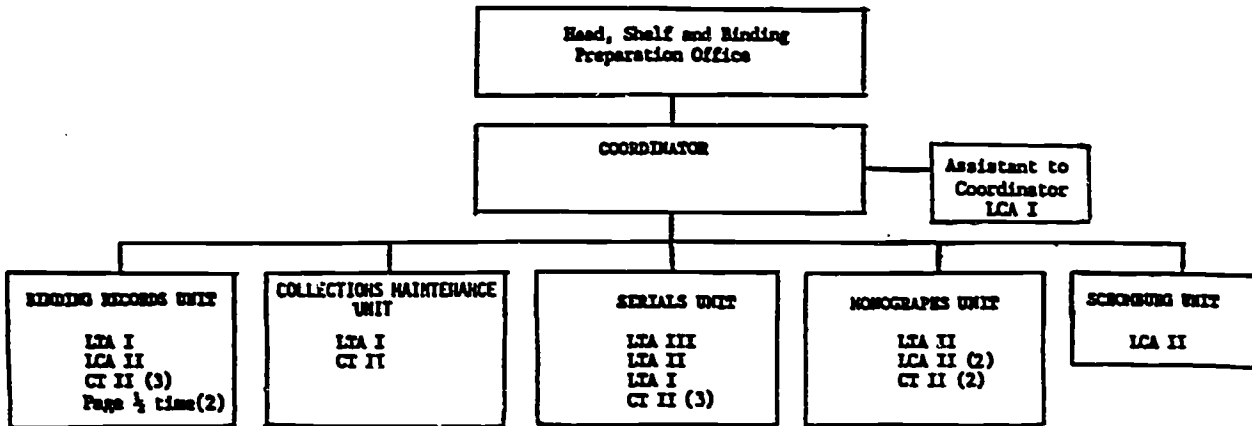 Head, Shelf and Binding
Preparation Office
COORDINATOR
Assistant to
Coordinator
LCA I
BINDING RECORDS UNIT
LTA I
LCA II
CT II (3)
Page ½ time(2)
COLLECTIONS MAINTENANCE
UNIT
LTA I
CT II
SERIALS UNIT
LTA III
LTA II
LTA I
CT II (3)
MONOGRAPHS UNIT
LTA II
LCA II (2)
CT II (2)
SCHOMBURG UNIT
LCA II